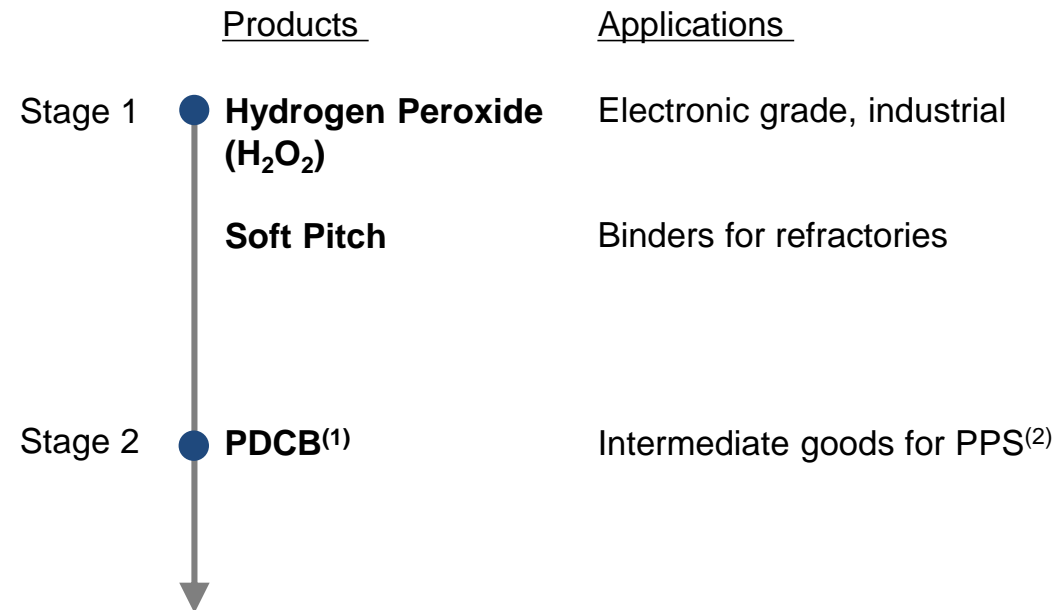 Products Applications
Stage 1 Hydrogen Peroxide Electronic grade, industrial
(H₂O₂)
Soft Pitch Binders for refractories
Stage 2 PDCB⁽¹⁾ Intermediate goods for PPS⁽²⁾